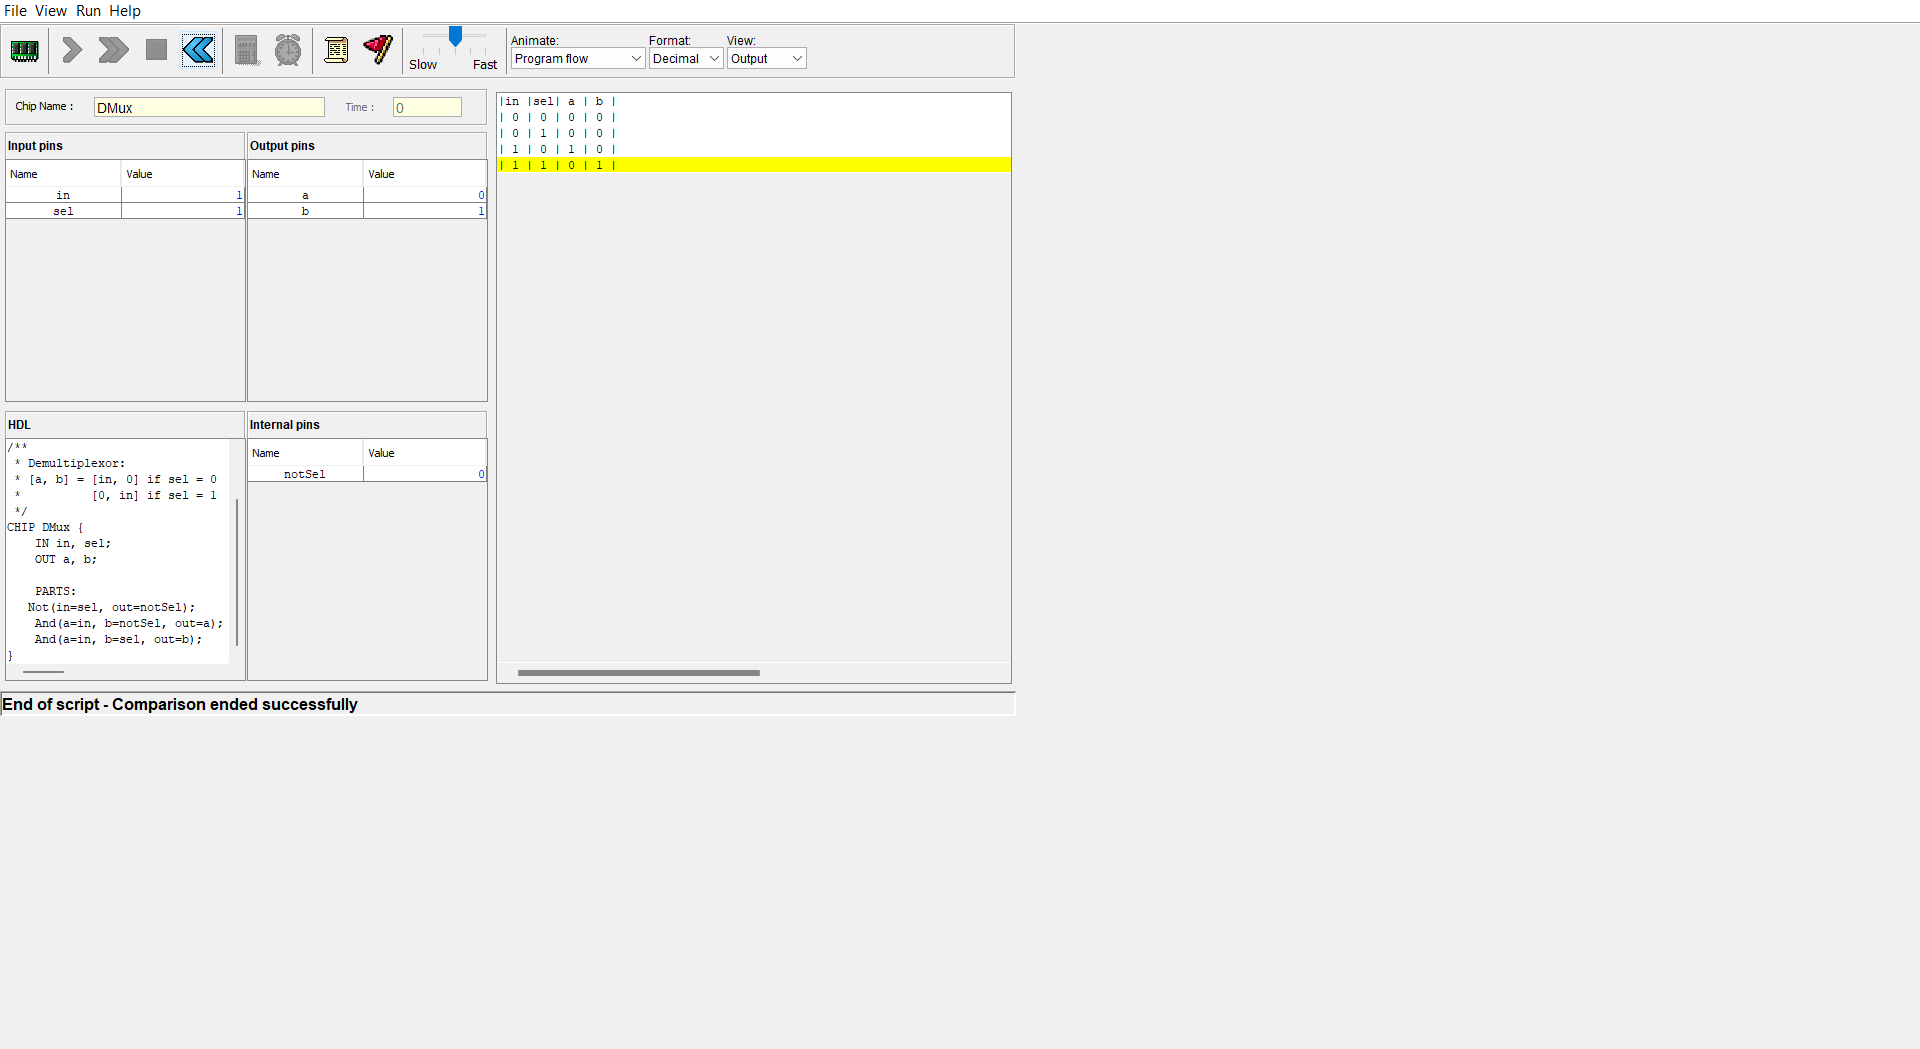 File View Run Help
Slow Fast
Animate: Format: View:
Program flow Decimal Output
Chip Name : DMux Time : 0
Input pins
Name Value
in 1
sel 1
Output pins
Name Value
a 0
b 1
HDL
/**
 * Demultiplexor:
 * [a, b] = [in, 0] if sel = 0
 *          [0, in] if sel = 1
 */
CHIP DMux {
    IN in, sel;
    OUT a, b;
    PARTS:
   Not(in=sel, out=notSel);
    And(a=in, b=notSel, out=a);
    And(a=in, b=sel, out=b);
}
Internal pins
Name Value
notSel 0
|in |sel| a | b |
| 0 | 0 | 0 | 0 |
| 0 | 1 | 0 | 0 |
| 1 | 0 | 1 | 0 |
| 1 | 1 | 0 | 1 |
End of script - Comparison ended successfully